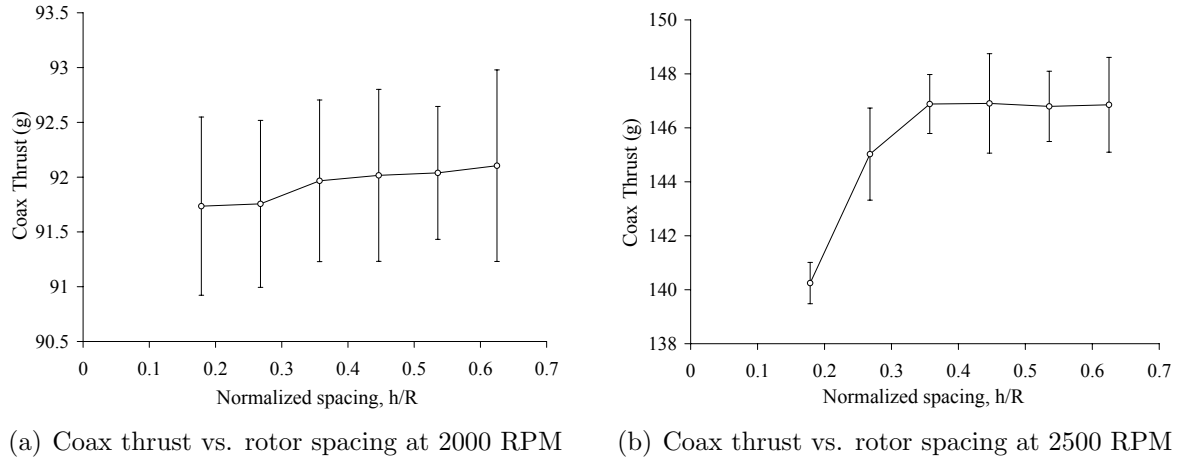 93.5
93
92.5
92
91.5
91
90.5
Coax Thrust (g)
0 0.1 0.2 0.3 0.4 0.5 0.6 0.7
Normalized spacing, h/R
(a) Coax thrust vs. rotor spacing at 2000 RPM
150
148
146
144
142
140
138
Coax Thrust (g)
0 0.1 0.2 0.3 0.4 0.5 0.6 0.7
Normalized spacing, h/R
(b) Coax thrust vs. rotor spacing at 2500 RPM